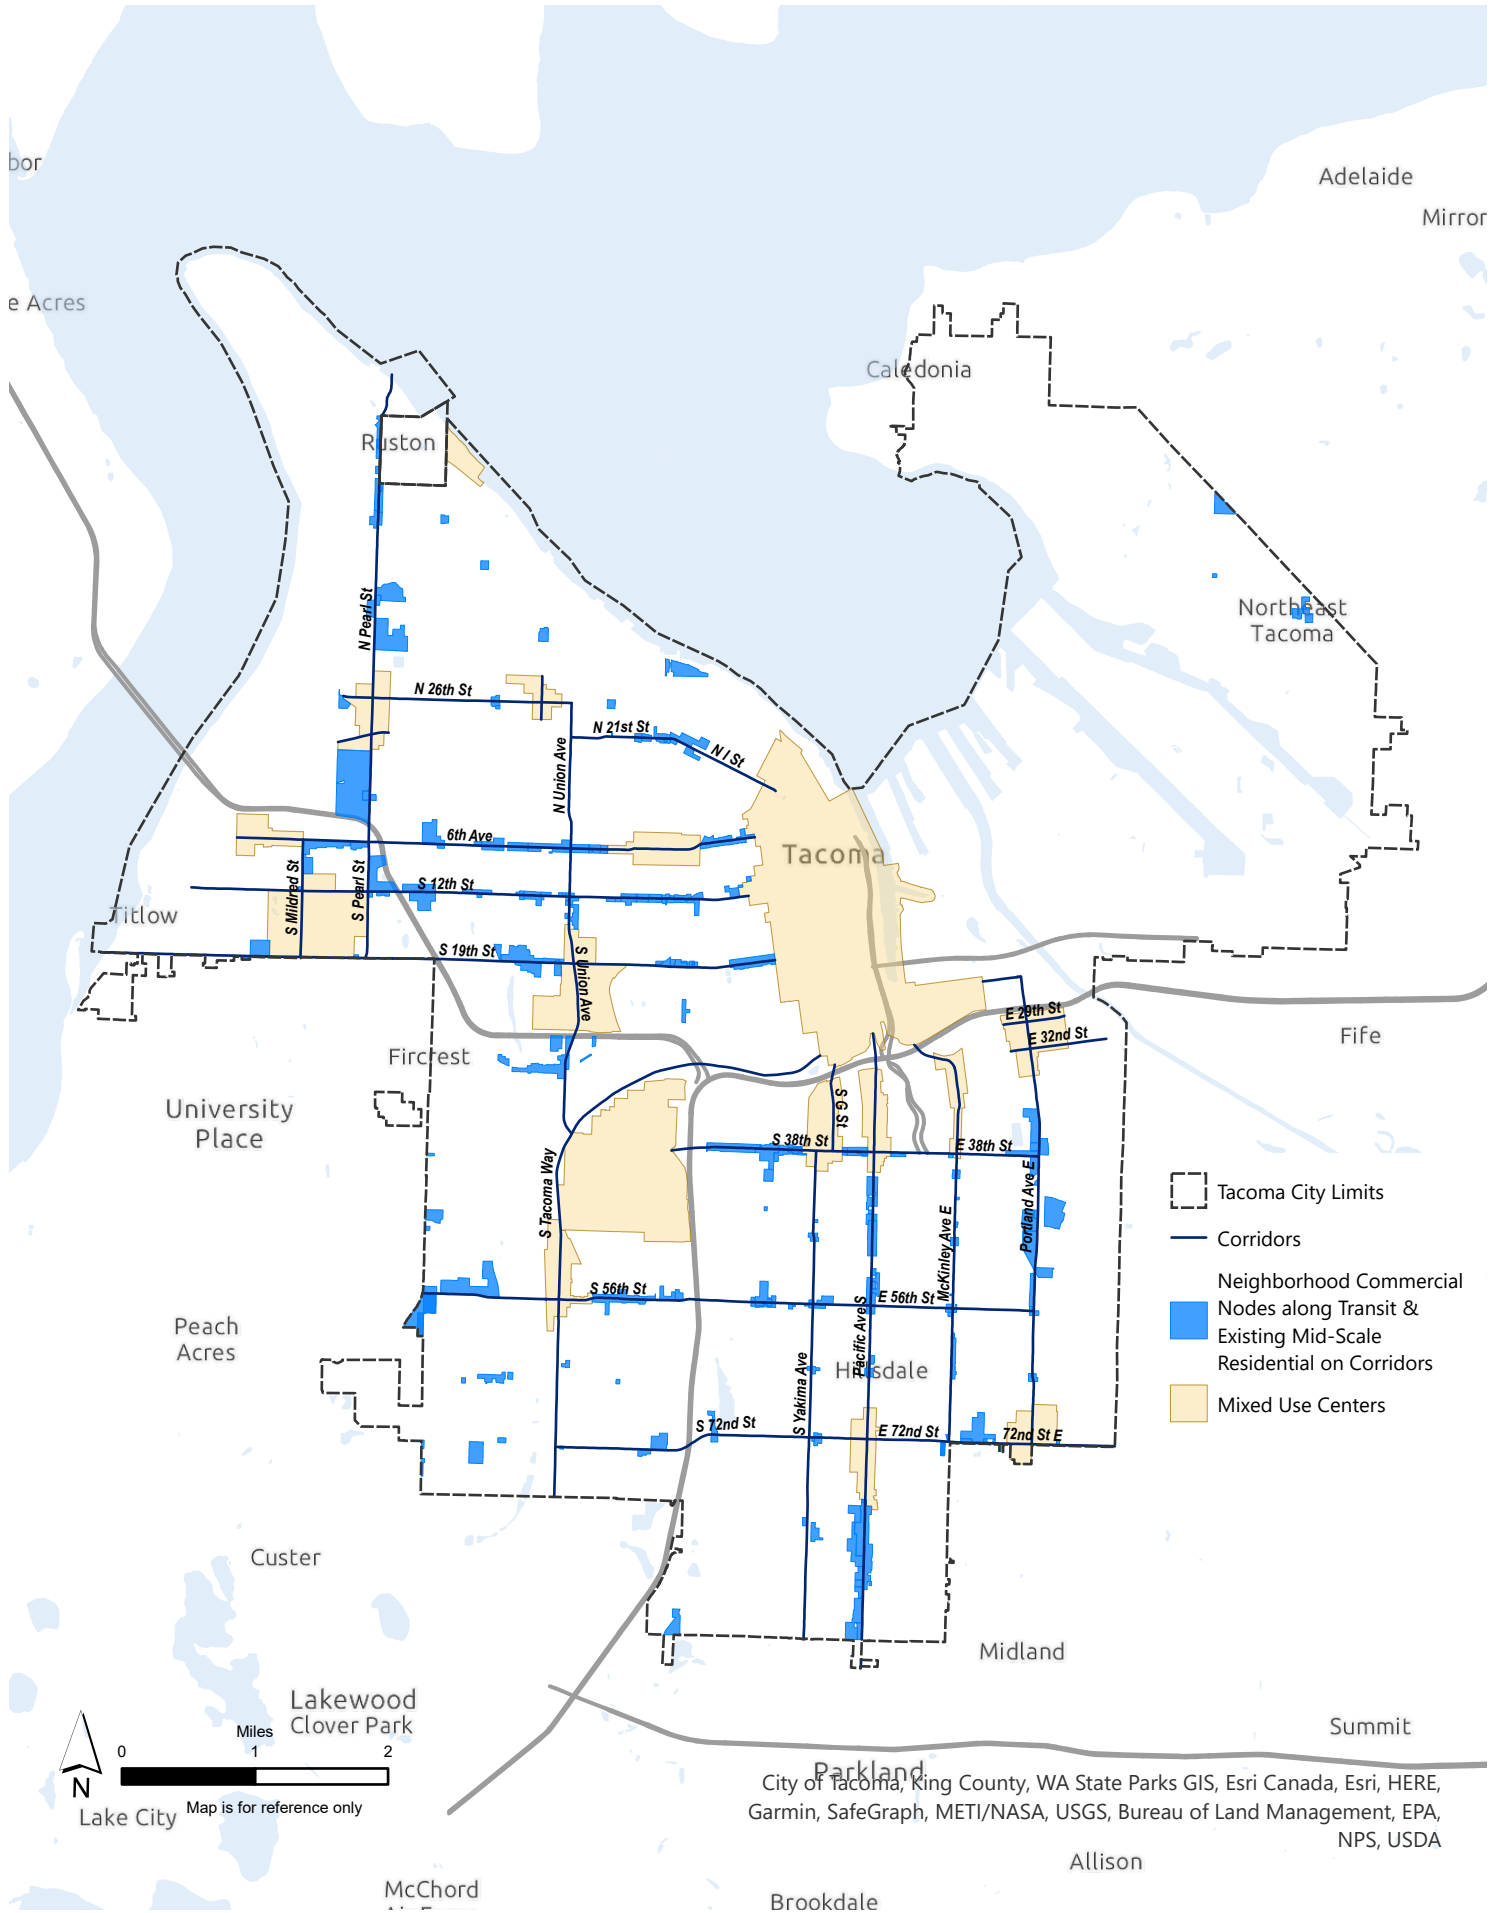 bor
Adelaide
Mirror
e Acres
Caledonia
Ruston
N Pearl St
Northeast
Tacoma
N 26th St
N 21st St
N I St
N Union Ave
6th Ave
Tacoma
S Mildred St
S Pearl St
S 12th St
Titlow
S 19th St
S Union Ave
E 29th St
E 32nd St
Fife
Fircrest
University
Place
S G St
S 38th St
E 38th St
S Tacoma Way
Portland Ave E
McKinley Ave E
Tacoma City Limits
Corridors
Neighborhood Commercial
Nodes along Transit &
Existing Mid-Scale
Residential on Corridors
Mixed Use Centers
S 56th St
E 56th St
Pacific Ave S
Peach
Acres
Hillsdale
S Yakima Ave
S 72nd St
E 72nd St
72nd St E
Custer
Midland
Lakewood
Clover Park
Summit
Miles
0 1 2
N
Map is for reference only
Lake City
Parkland
City of Tacoma, King County, WA State Parks GIS, Esri Canada, Esri, HERE,
Garmin, SafeGraph, METI/NASA, USGS, Bureau of Land Management, EPA,
NPS, USDA
Allison
McChord
Brookdale